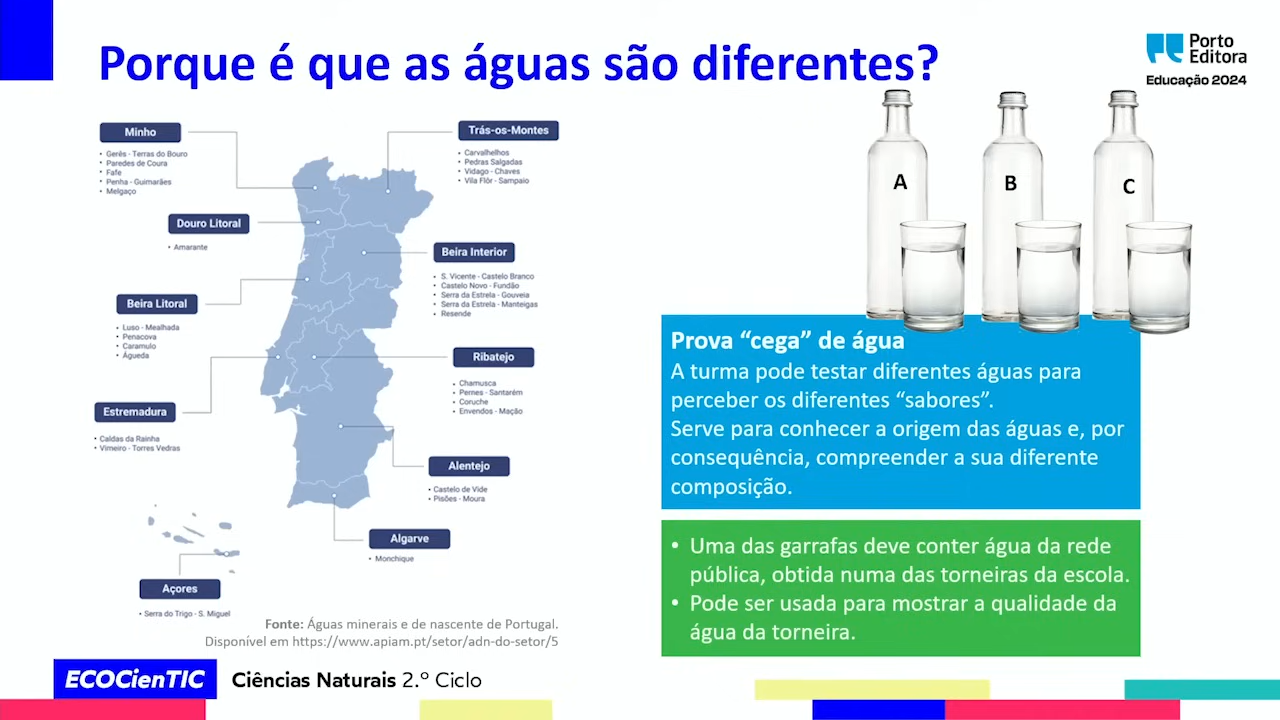 Porque é que as águas são diferentes?
Porto
Editora
Educação 2024
Minho
• Gerês - Terras do Bouro
• Paredes de Coura
• Fafe
• Penha - Guimarães
• Melgaço
Trás-os-Montes
• Carvalhelhos
• Pedras Salgadas
• Vidago - Chaves
• Vila Flôr - Sampaio
Douro Litoral
• Amarante
Beira Interior
• S. Vicente - Castelo Branco
• Castelo Novo - Fundão
• Serra da Estrela - Gouveia
• Serra da Estrela - Manteigas
• Resende
Beira Litoral
• Luso - Mealhada
• Penacova
• Caramulo
• Águeda
Ribatejo
• Chamusca
• Pernes - Santarém
• Coruche
• Envendos - Mação
Estremadura
• Caldas da Rainha
• Vimeiro - Torres Vedras
Alentejo
• Castelo de Vide
• Pisões - Moura
Algarve
• Monchique
Açores
• Serra do Trigo - S. Miguel
Fonte: Águas minerais e de nascente de Portugal.
Disponível em https://www.apiam.pt/setor/adn-do-setor/5
A
B
C
Prova “cega” de água
A turma pode testar diferentes águas para
perceber os diferentes “sabores”.
Serve para conhecer a origem das águas e, por
consequência, compreender a sua diferente
composição.
• Uma das garrafas deve conter água da rede
pública, obtida numa das torneiras da escola.
• Pode ser usada para mostrar a qualidade da
água da torneira.
ECOCienTIC Ciências Naturais 2.º Ciclo